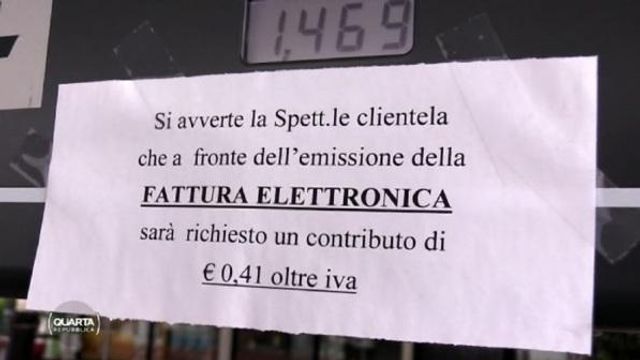 1,469
Si avverte la Spett.le clientela
che a fronte dell'emissione della
FATTURA ELETTRONICA
sarà richiesto un contributo di
€ 0,41 oltre iva
QUARTA
REPUBBLICA